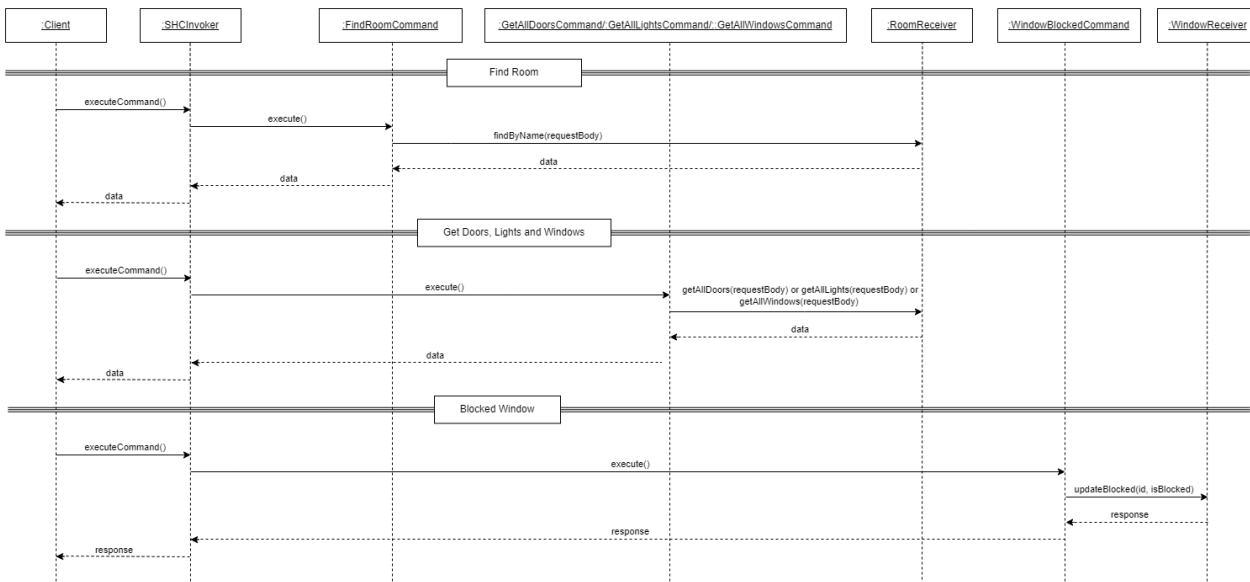 :Client
:SHCInvoker
:FindRoomCommand
:GetAllDoorsCommand/:GetAllLightsCommand/::GetAllWindowsCommand
:RoomReceiver
:WindowBlockedCommand
:WindowReceiver
Find Room
executeCommand()
execute()
findByName(requestBody)
data
data
data
Get Doors, Lights and Windows
executeCommand()
execute()
getAllDoors(requestBody) or getAllLights(requestBody) or
getAllWindows(requestBody)
data
data
data
Blocked Window
executeCommand()
execute()
updateBlocked(id, isBlocked)
response
response
response